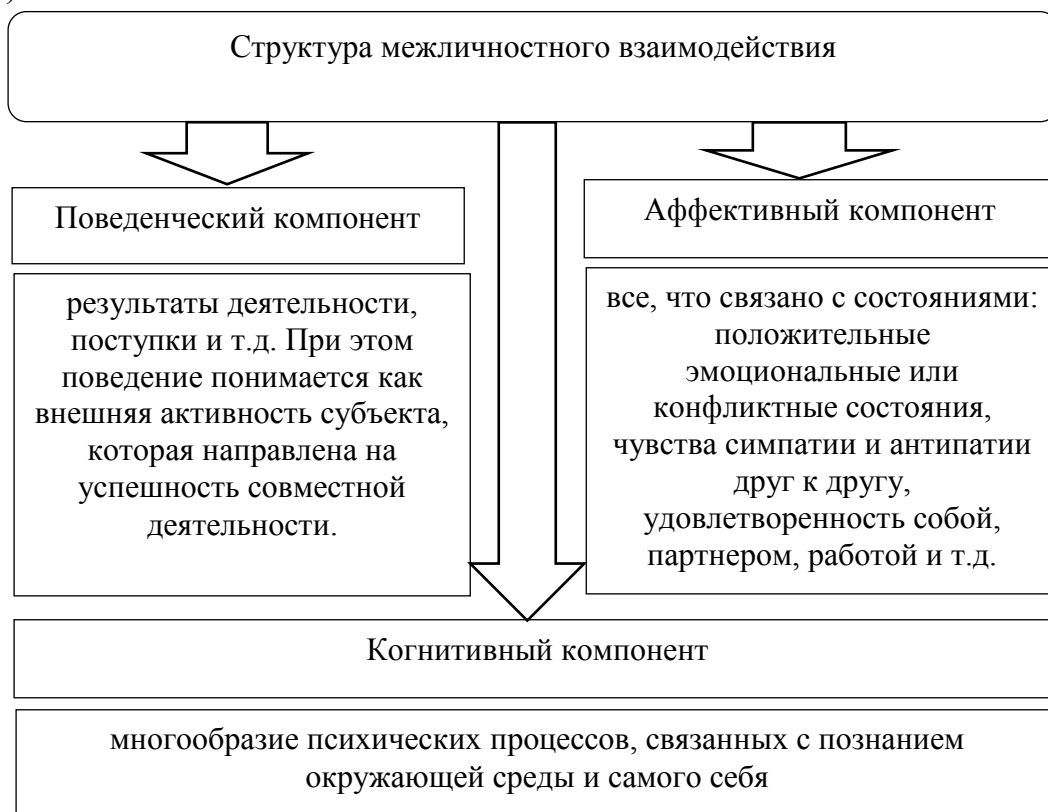 )
Структура межличностного взаимодействия
Поведенческий компонент
результаты деятельности,
поступки и т.д. При этом
поведение понимается как
внешняя активность субъекта,
которая направлена на
успешность совместной
деятельности.
Аффективный компонент
все, что связано с состояниями:
положительные
эмоциональные или
конфликтные состояния,
чувства симпатии и антипатии
друг к другу,
удовлетворенность собой,
партнером, работой и т.д.
Когнитивный компонент
многообразие психических процессов, связанных с познанием
окружающей среды и самого себя